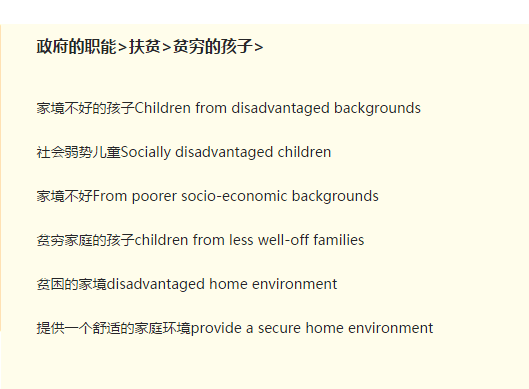 政府的职能>扶贫>贫穷的孩子>
家境不好的孩子Children from disadvantaged backgrounds
社会弱势儿童Socially disadvantaged children
家境不好From poorer socio-economic backgrounds
贫穷家庭的孩子children from less well-off families
贫困的家境disadvantaged home environment
提供一个舒适的家庭环境provide a secure home environment